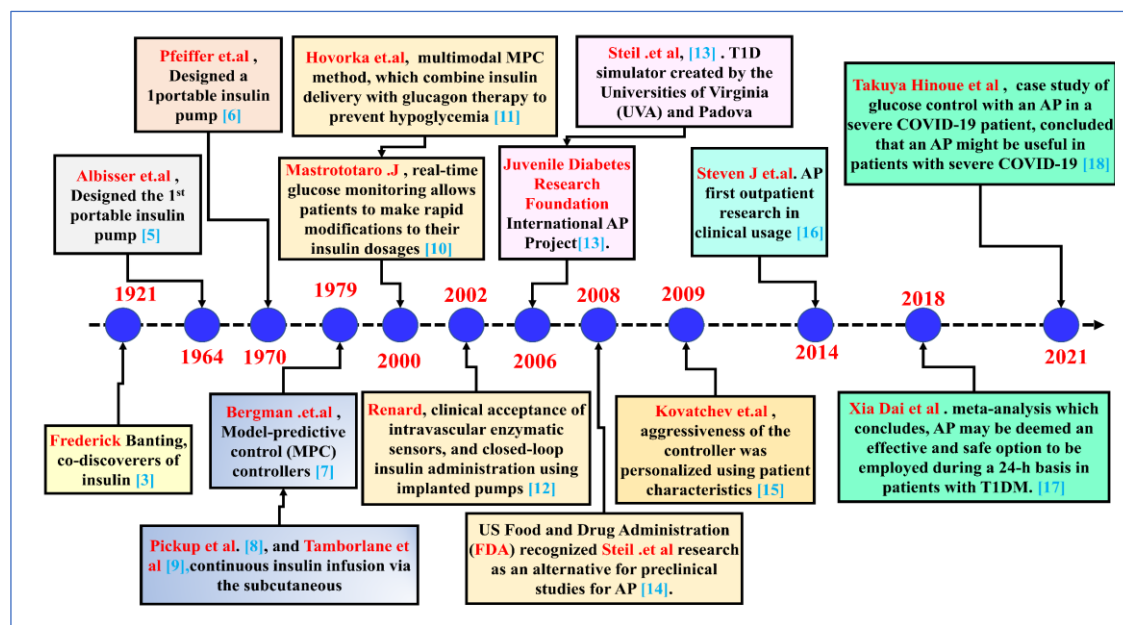 Pfeiffer et.al ,
Designed a
1portable insulin
pump [6]
Hovorka et.al, multimodal MPC
method, which combine insulin
delivery with glucagon therapy to
prevent hypoglycemia [11]
Steil .et al, [13] . T1D
simulator created by the
Universities of Virginia
(UVA) and Padova
Takuya Hinoue et al , case study of
glucose control with an AP in a
severe COVID-19 patient, concluded
that an AP might be useful in
patients with severe COVID-19 [18]
Albisser et.al ,
Designed the 1st
portable insulin
pump [5]
Mastrototaro .J , real-time
glucose monitoring allows
patients to make rapid
modifications to their
insulin dosages [10]
Juvenile Diabetes
Research
Foundation
International AP
Project[13].
Steven J et.al. AP
first outpatient
research in
clinical usage [16]
1921
1964
1970
1979
2000
2002
2006
2008
2009
2014
2018
2021
Frederick Banting,
co-discoverers of
insulin [3]
Bergman .et.al ,
Model-predictive
control (MPC)
controllers [7]
Pickup et al. [8], and Tamborlane et
al [9],continuous insulin infusion via
the subcutaneous
Renard, clinical acceptance of
intravascular enzymatic
sensors, and closed-loop
insulin administration using
implanted pumps [12]
US Food and Drug Administration
(FDA) recognized Steil .et al research
as an alternative for preclinical
studies for AP [14].
Kovatchev et.al ,
aggressiveness of the
controller was
personalized using patient
characteristics [15]
Xia Dai et al . meta-analysis which
concludes, AP may be deemed an
effective and safe option to be
employed during a 24-h basis in
patients with T1DM. [17]